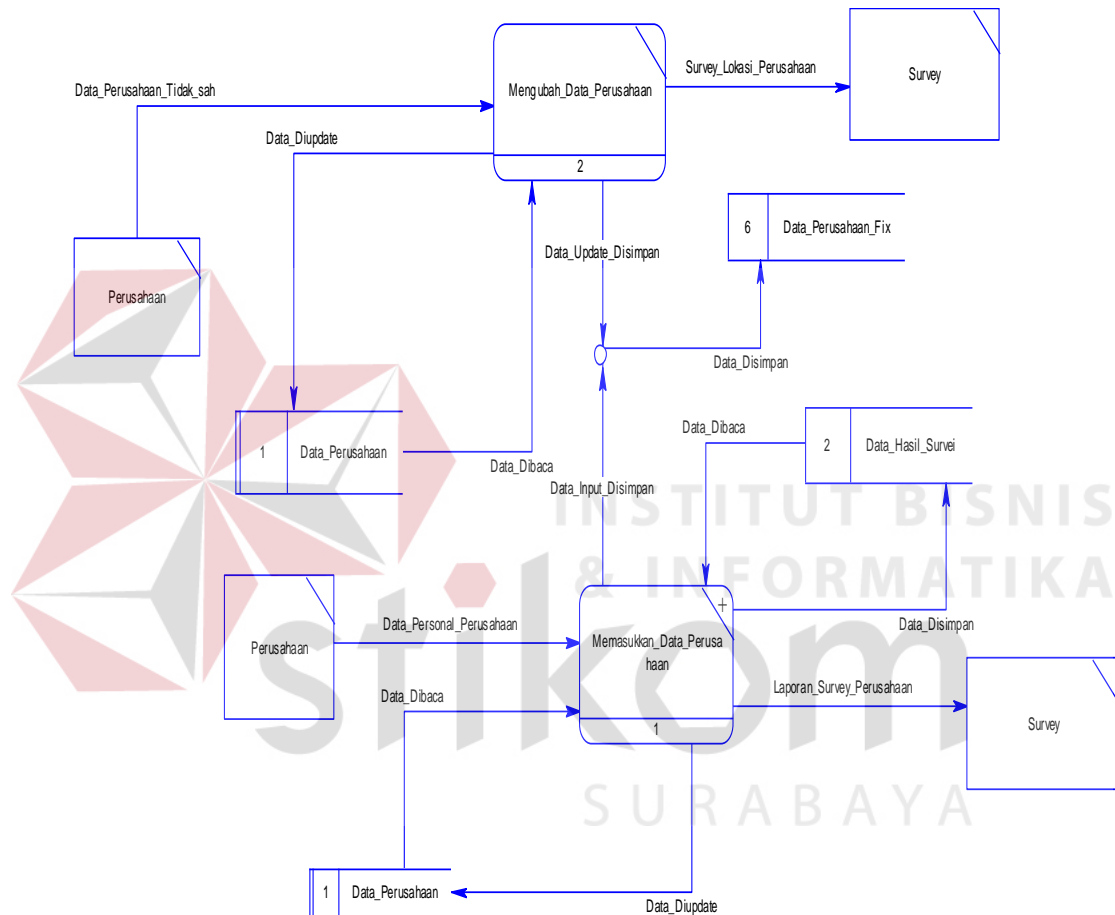 Mengubah_Data_Perusahaan
2
Survey_Lokasi_Perusahaan
Survey
Data_Perusahaan_Tidak_sah
Data_Diupdate
6
Data_Perusahaan_Fix
Data_Update_Disimpan
Perusahaan
Data_Disimpan
1
Data_Perusahaan
Data_Dibaca
Data_Dibaca
2
Data_Hasil_Survei
Data_Input_Disimpan
INSTITUT BISNIS
& INFORMATIKA
stikom
SURABAYA
Perusahaan
Data_Personal_Perusahaan
Memasukkan_Data_Perusa
haan
+
1
Data_Disimpan
Data_Dibaca
Laporan_Survey_Perusahaan
Survey
1
Data_Perusahaan
Data_Diupdate